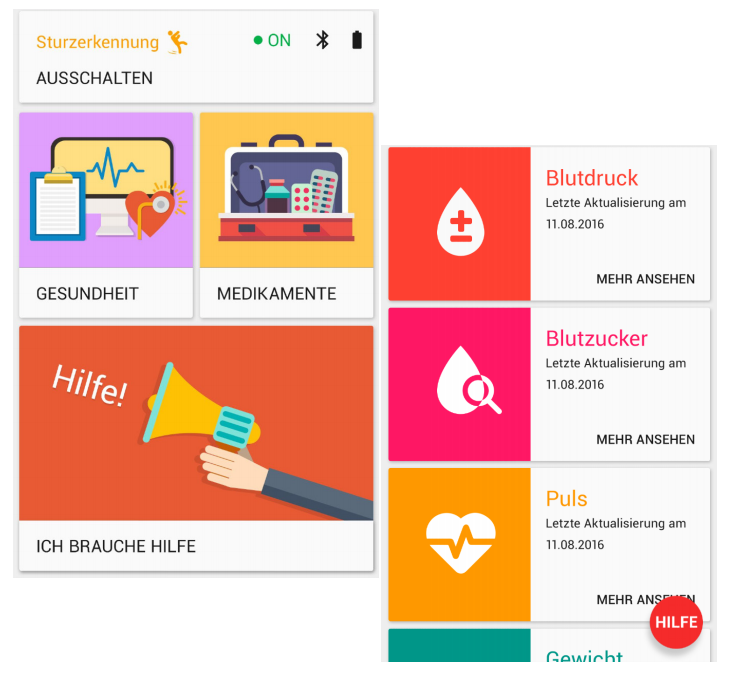 Sturzerkennung
ON
AUSSCHALTEN
GESUNDHEIT
MEDIKAMENTE
Hilfe!
ICH BRAUCHE HILFE
Blutdruck
Letzte Aktualisierung am
11.08.2016
MEHR ANSEHEN
Blutzucker
Letzte Aktualisierung am
11.08.2016
MEHR ANSEHEN
Puls
Letzte Aktualisierung am
11.08.2016
MEHR ANSEHEN
HILFE
Gewicht